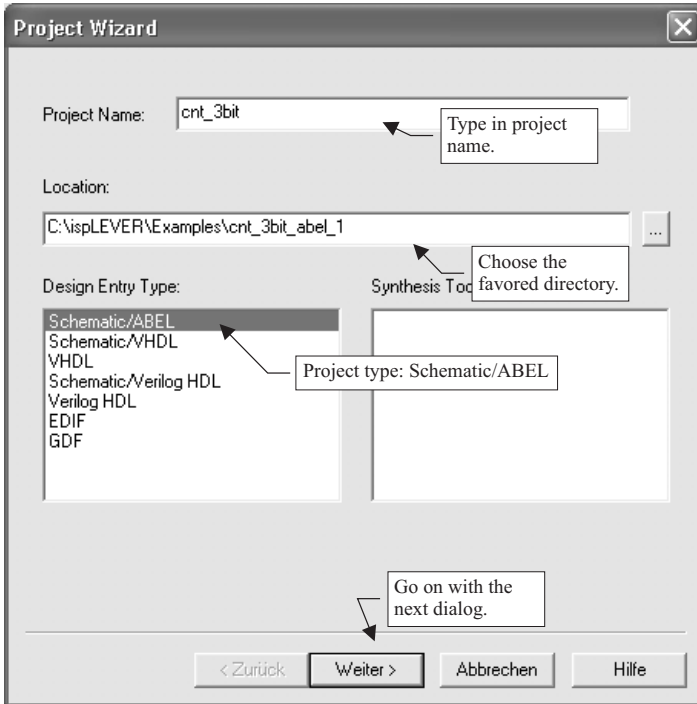 Project Wizard
Project Name:
cnt_3bit
Type in project
name.
Location:
C:\ispLEVER\Examples\cnt_3bit_abel_1
...
Choose the
favored directory.
Design Entry Type:
Synthesis Too
Schematic/ABEL
Schematic/VHDL
VHDL
Schematic/Verilog HDL
Verilog HDL
EDIF
GDF
Project type: Schematic/ABEL
Go on with the
next dialog.
< Zurück
Weiter >
Abbrechen
Hilfe